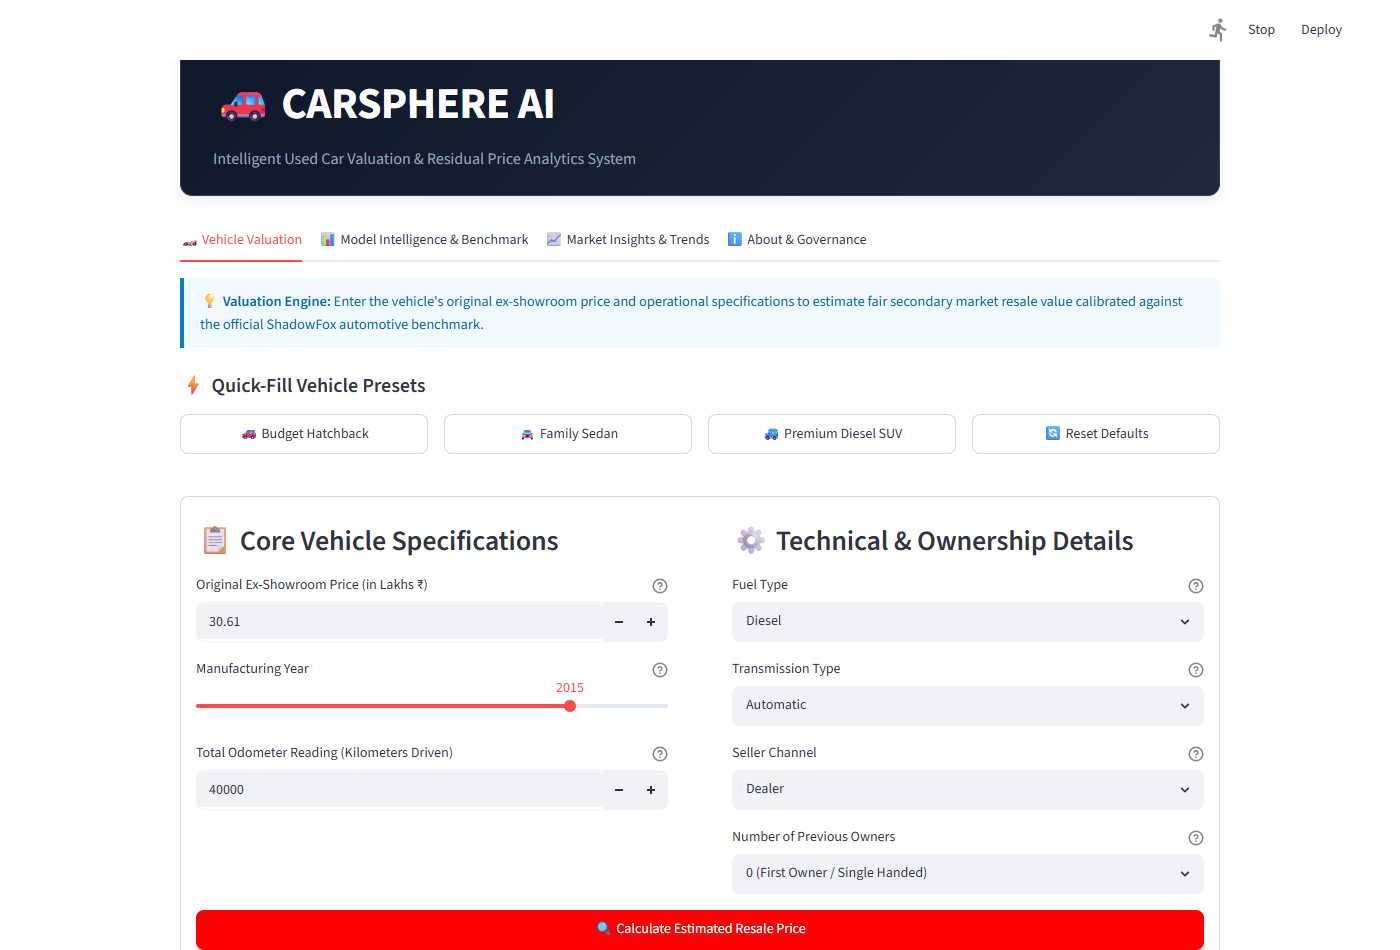 Stop Deploy
CARSPHERE AI
Intelligent Used Car Valuation & Residual Price Analytics System
Vehicle Valuation Model Intelligence & Benchmark Market Insights & Trends About & Governance
Valuation Engine: Enter the vehicle's original ex-showroom price and operational specifications to estimate fair secondary market resale value calibrated against
the official ShadowFox automotive benchmark.
Quick-Fill Vehicle Presets
Budget Hatchback Family Sedan Premium Diesel SUV Reset Defaults
Core Vehicle Specifications
Original Ex-Showroom Price (in Lakhs ₹)
30.61
Manufacturing Year
2015
Total Odometer Reading (Kilometers Driven)
40000
Technical & Ownership Details
Fuel Type
Diesel
Transmission Type
Automatic
Seller Channel
Dealer
Number of Previous Owners
0 (First Owner / Single Handed)
Calculate Estimated Resale Price